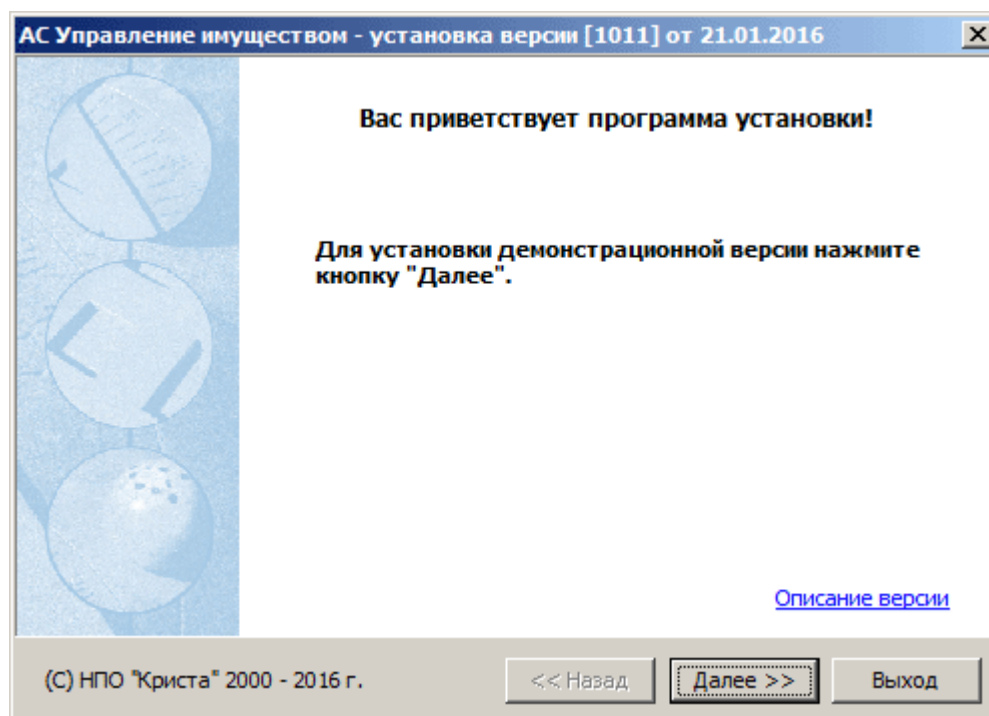 АС Управление имуществом - установка версии [1011] от 21.01.2016
Вас приветствует программа установки!
Для установки демонстрационной версии нажмите
кнопку "Далее".
Описание версии
(С) НПО "Криста" 2000 - 2016 г.
<< Назад
Далее >>
Выход